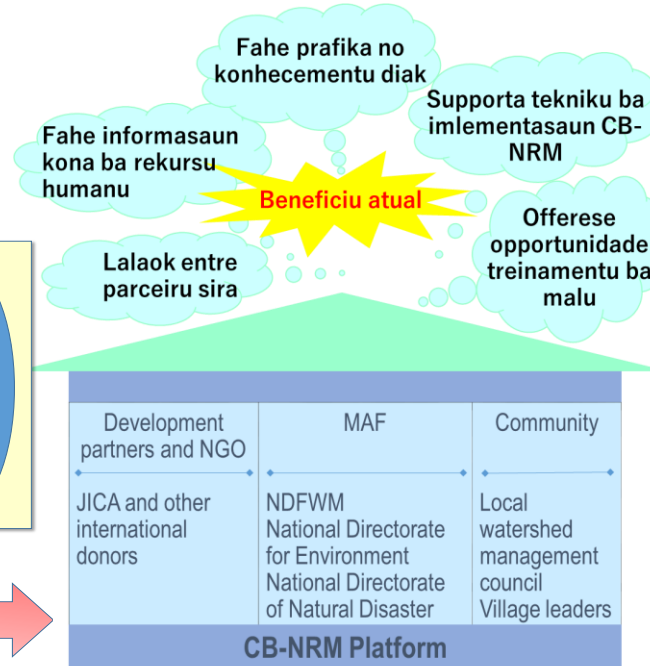 Fahe prafika no
konhecementu diak
Supporta tekniku ba
imlementasaun CB-
NRM
Fahe informasaun
kona ba rekursu
humanu
Beneficiu atual
Offerese
opportunidade
treinamentu ba
malu
Lalaok entre
parceiru sira
Development
partners and NGO
JICA and other
international
donors
MAF
NDFWM
National Directorate
for Environment
National Directorate
of Natural Disaster
Community
Local
watershed
management
council
Village leaders
CB-NRM Platform